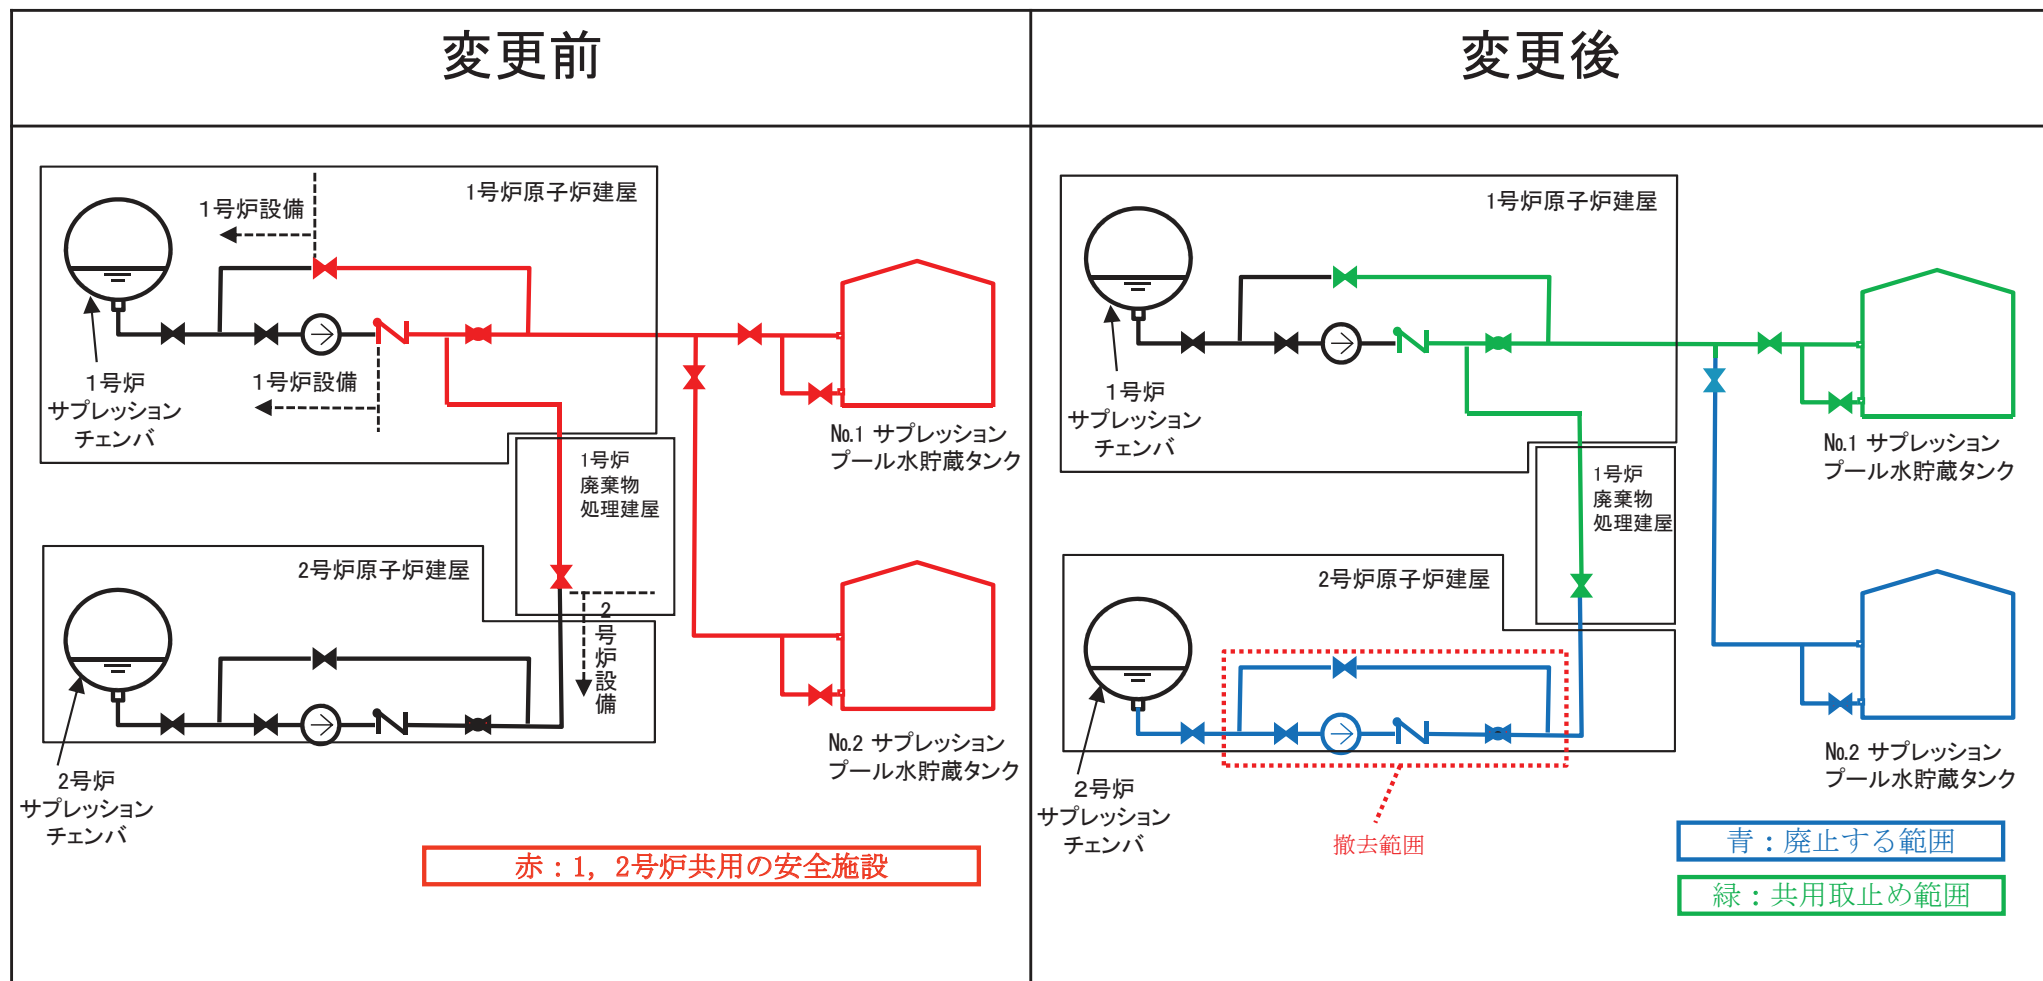 変更前
1号炉原子炉建屋
1号炉設備
1号炉設備
1号炉
サプレッション
チェンバ
1号炉
廃棄物
処理建屋
No.1 サプレッション
プール水貯蔵タンク
2号炉原子炉建屋
2号炉設備
2号炉
サプレッション
チェンバ
No.2 サプレッション
プール水貯蔵タンク
赤：1，2号炉共用の安全施設
変更後
1号炉原子炉建屋
1号炉
サプレッション
チェンバ
1号炉
廃棄物
処理建屋
No.1 サプレッション
プール水貯蔵タンク
2号炉原子炉建屋
2号炉
サプレッション
チェンバ
撤去範囲
No.2 サプレッション
プール水貯蔵タンク
青：廃止する範囲
緑：共用取止め範囲